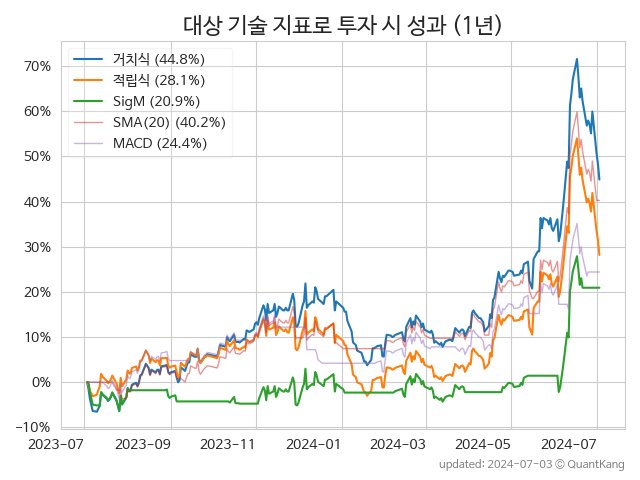 대상 기술 지표로 투자 시 성과 (1년)
거치식 (44.8%)
적립식 (28.1%)
SigM (20.9%)
SMA(20) (40.2%)
MACD (24.4%)
70%
60%
50%
40%
30%
20%
10%
0%
−10%
2023-07 2023-09 2023-11 2024-01 2024-03 2024-05 2024-07
updated: 2024-07-03 ⓒ QuantKang